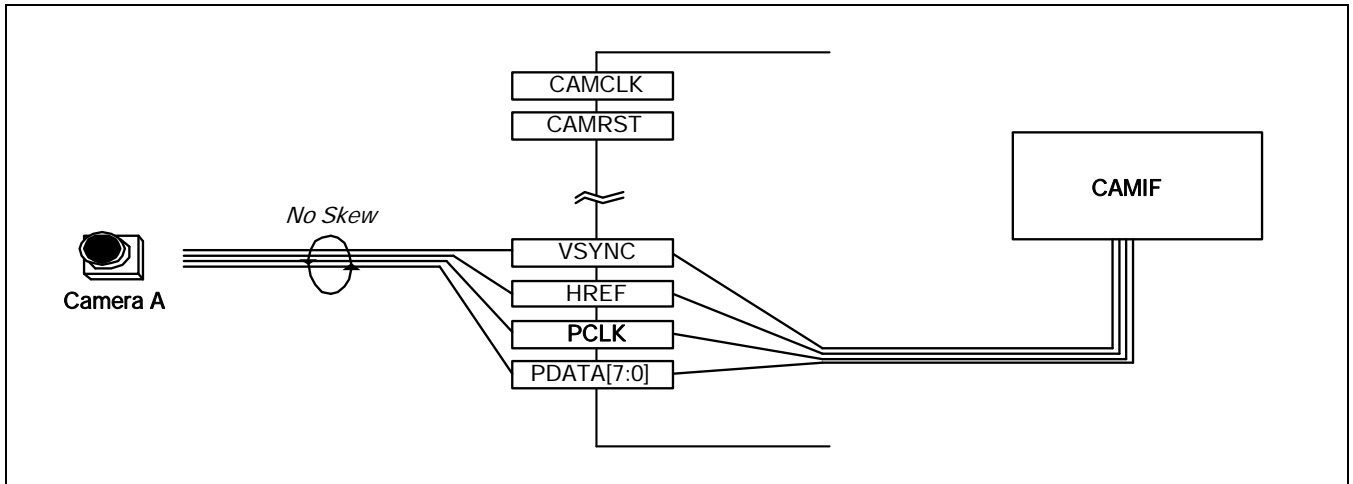 CAMCLK
CAMRST
CAMIF
No Skew
VSYNC
HREF
Camera A
PCLK
PDATA[7:0]